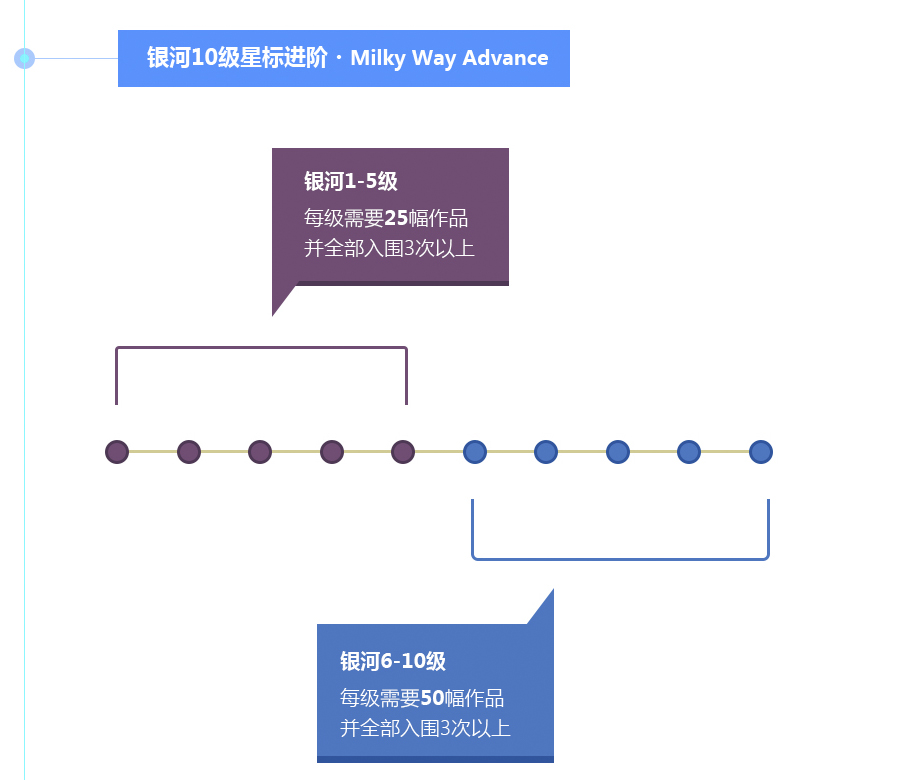 银河10级星标进阶·Milky Way Advance
银河1-5级
每级需要25幅作品
并全部入围3次以上
银河6-10级
每级需要50幅作品
并全部入围3次以上